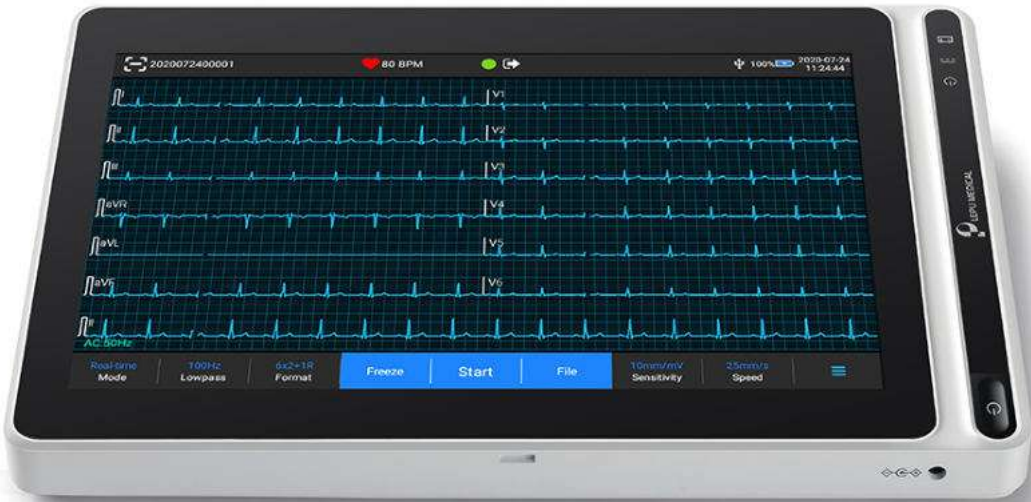 2020072400001
80 BPM
100%
2020-07-24
11:24:44
I
V1
II
V2
III
V3
aVR
V4
aVL
V5
aVF
V6
II
AC:50Hz
Real-time
Mode
100Hz
Lowpass
6x2+1R
Format
Freeze
Start
File
10mm/mV
Sensitivity
25mm/s
Speed
LEPU MEDICAL